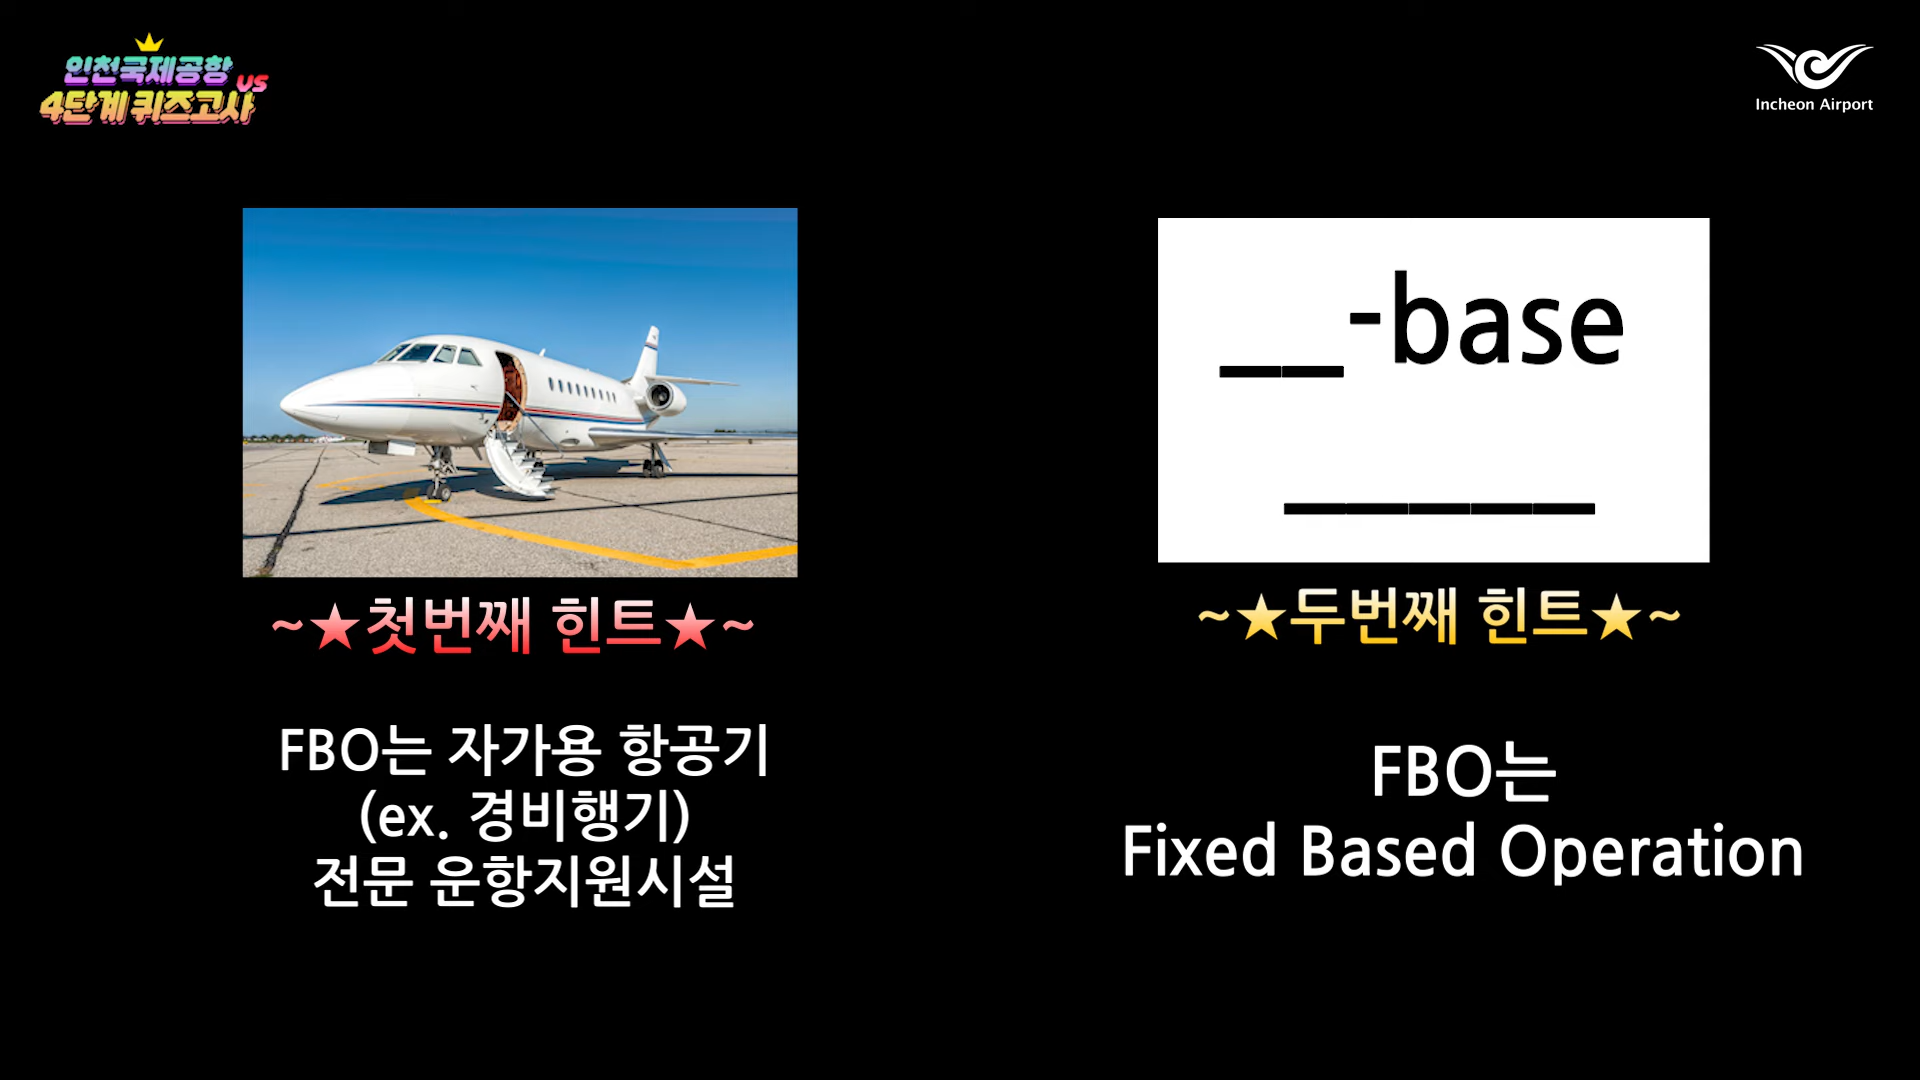 인천국제공항 vs
4단계 퀴즈고사
Incheon Airport
__-base
_____
~★첫번째 힌트★~
FBO는 자가용 항공기
(ex. 경비행기)
전문 운항지원시설
~★두번째 힌트★~
FBO는
Fixed Based Operation